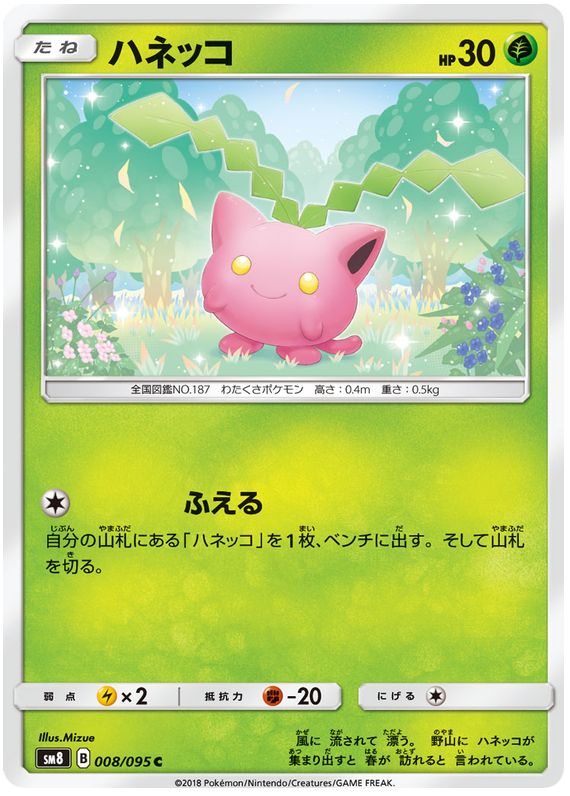 たね ハネッコ HP30
全国図鑑NO.187 わたくさポケモン 高さ:0.4m 重さ:0.5kg
ふえる
自分の山札にある「ハネッコ」を1枚、ベンチに出す。そして山札
を切る。
弱点 ×2 抵抗力 -20 にげる
Illus.Mizue
SM8 B 008/095 C
風に 流されて 漂う。 野山に ハネッコが
集まり出すと 春が 訪れると 言われている。
©2018 Pokémon/Nintendo/Creatures/GAME FREAK.